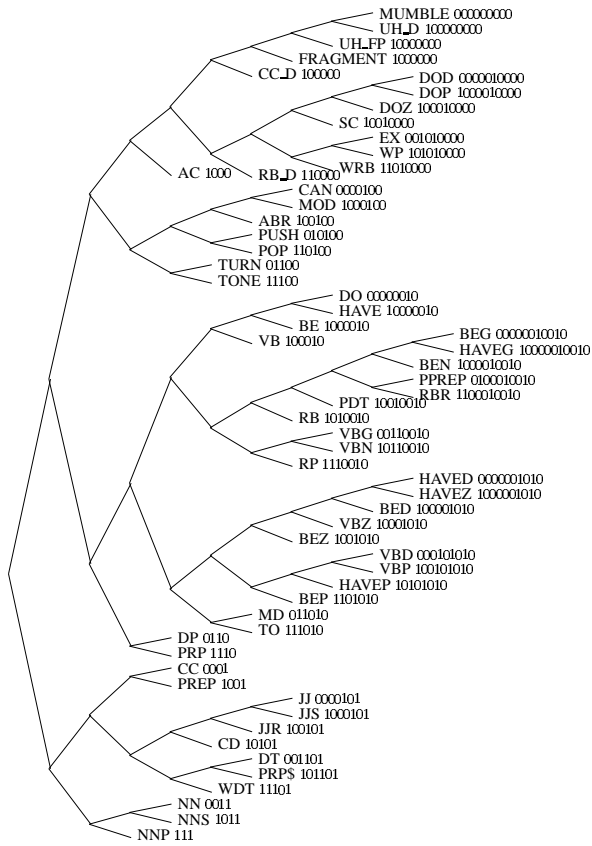 MUMBLE 000000000
UH_D 100000000
UH_FP 10000000
FRAGMENT 1000000
CC_D 100000
DOD 0000010000
DOP 1000010000
DOZ 100010000
SC 10010000
EX 001010000
WP 101010000
WRB 11010000
AC 1000
RB_D 110000
CAN 0000100
MOD 1000100
ABR 100100
PUSH 010100
POP 110100
TURN 01100
TONE 11100
DO 00000010
HAVE 10000010
BE 1000010
VB 100010
BEG 00000010010
HAVEG 10000010010
BEN 1000010010
PPREP 0100010010
RBR 1100010010
PDT 10010010
RB 1010010
VBG 00110010
VBN 10110010
RP 1110010
HAVED 0000001010
HAVEZ 1000001010
BED 100001010
VBZ 10001010
BEZ 1001010
VBD 000101010
VBP 100101010
HAVEP 10101010
BEP 1101010
MD 011010
TO 111010
DP 0110
PRP 1110
CC 0001
PREP 1001
JJ 0000101
JJS 1000101
JJR 100101
CD 10101
DT 001101
PRP$ 101101
WDT 11101
NN 0011
NNS 1011
NNP 111